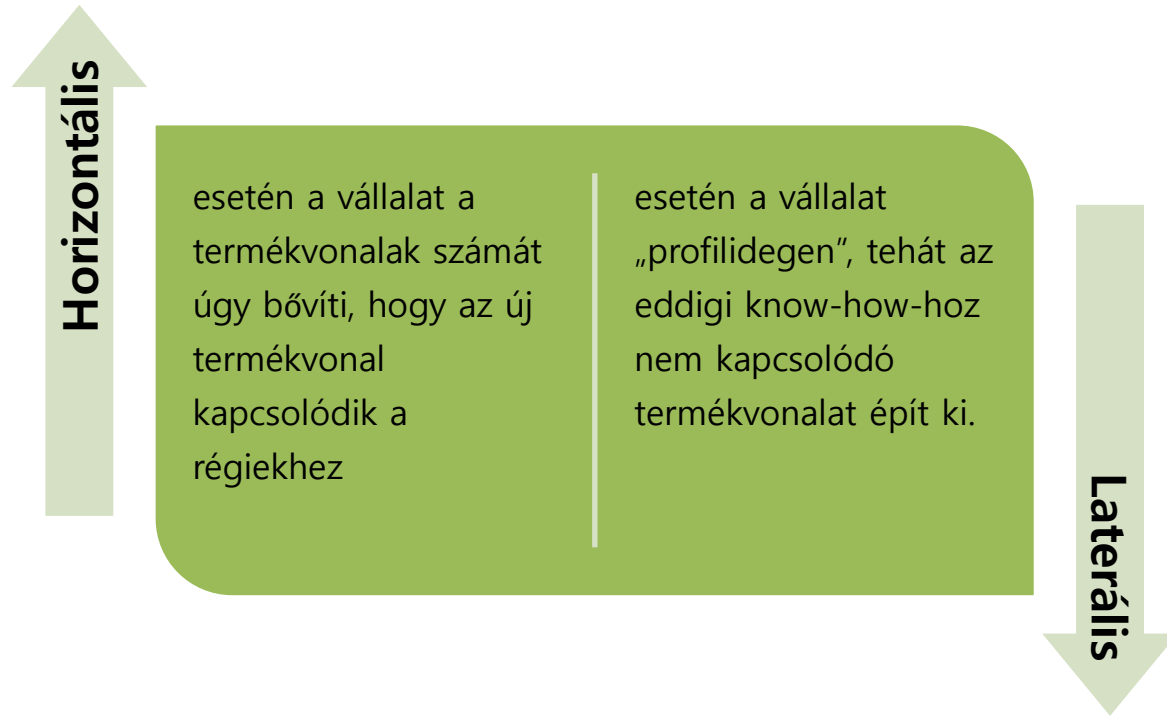 Horizontális
esetén a vállalat a
termékvonalak számát
úgy bővíti, hogy az új
termékvonal
kapcsolódik a
régiekhez
esetén a vállalat
„profilidegen”, tehát az
eddigi know-how-hoz
nem kapcsolódó
termékvonalat épít ki.
Laterális